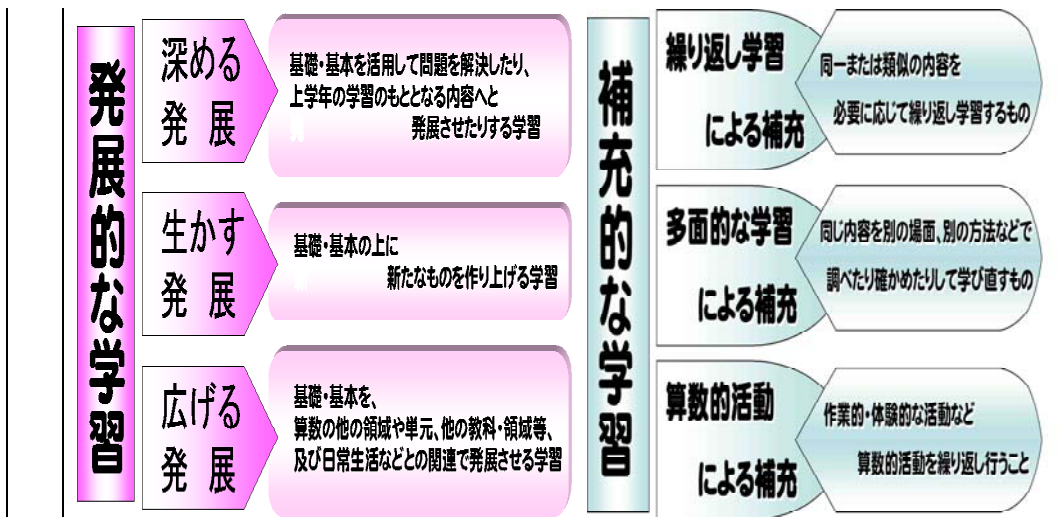 発展的な学習
深める
発 展
基礎・基本を活用して問題を解決したり、
上学年の学習のもととなる内容へと
発展させたりする学習
生かす
発 展
基礎・基本の上に
新たなものを作り上げる学習
広げる
発 展
基礎・基本を、
算数の他の領域や単元、他の教科・領域等、
及び日常生活などとの関連で発展させる学習
補充的な学習
繰り返し学習
による補充
同一または類似の内容を
必要に応じて繰り返し学習するもの
多面的な学習
による補充
同じ内容を別の場面、別の方法などで
調べたり確かめたりして学び直すもの
算数的活動
による補充
作業的・体験的な活動など
算数的活動を繰り返し行うこと